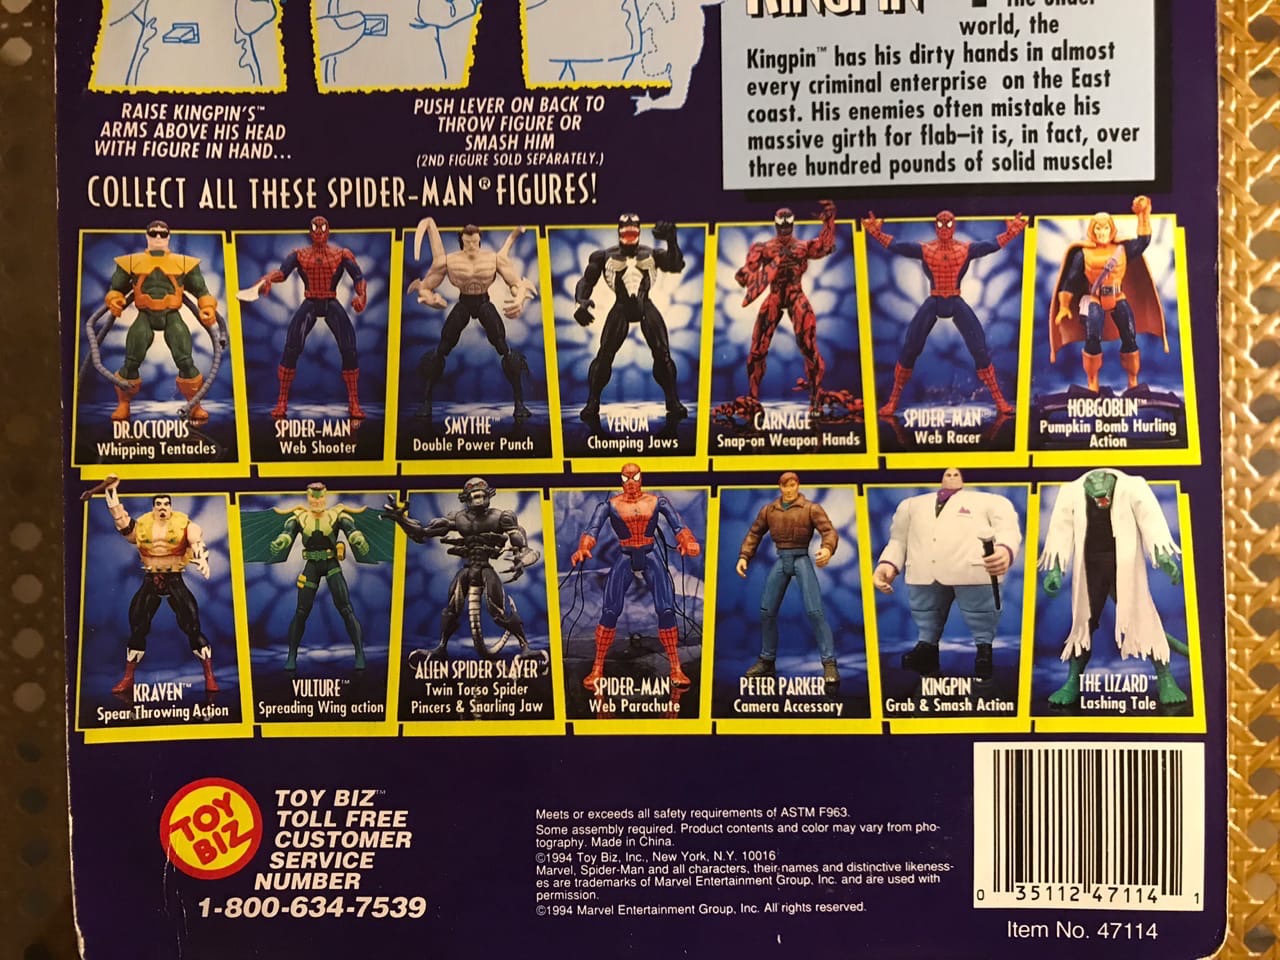 KINGPIN
world, the
Kingpin™ has his dirty hands in almost
every criminal enterprise on the East
coast. His enemies often mistake his
massive girth for flab—it is, in fact, over
three hundred pounds of solid muscle!
RAISE KINGPIN'S™
ARMS ABOVE HIS HEAD
WITH FIGURE IN HAND...
PUSH LEVER ON BACK TO
THROW FIGURE OR
SMASH HIM
(2ND FIGURE SOLD SEPARATELY.)
COLLECT ALL THESE SPIDER-MAN® FIGURES!
DR.OCTOPUS™
Whipping Tentacles
SPIDER-MAN®
Web Shooter
SMYTHE™
Double Power Punch
VENOM™
Chomping Jaws
CARNAGE™
Snap-on Weapon Hands
SPIDER-MAN®
Web Racer
HOBGOBLIN™
Pumpkin Bomb Hurling
Action
KRAVEN™
Spear Throwing Action
VULTURE™
Spreading Wing action
ALIEN SPIDER SLAYER™
Twin Torso Spider
Pincers & Snarling Jaw
SPIDER-MAN®
Web Parachute
PETER PARKER™
Camera Accessory
KINGPIN™
Grab & Smash Action
THE LIZARD™
Lashing Tale
TOY
BIZ
TOY BIZ™
TOLL FREE
CUSTOMER
SERVICE
NUMBER
1-800-634-7539
Meets or exceeds all safety requirements of ASTM F963.
Some assembly required. Product contents and color may vary from pho-
tography. Made in China.
©1994 Toy Biz, Inc., New York, N.Y. 10016
Marvel, Spider-Man and all characters, their names and distinctive likeness-
es are trademarks of Marvel Entertainment Group, Inc. and are used with
permission.
©1994 Marvel Entertainment Group, Inc. All rights reserved.
0 35112 47114 1
Item No. 47114